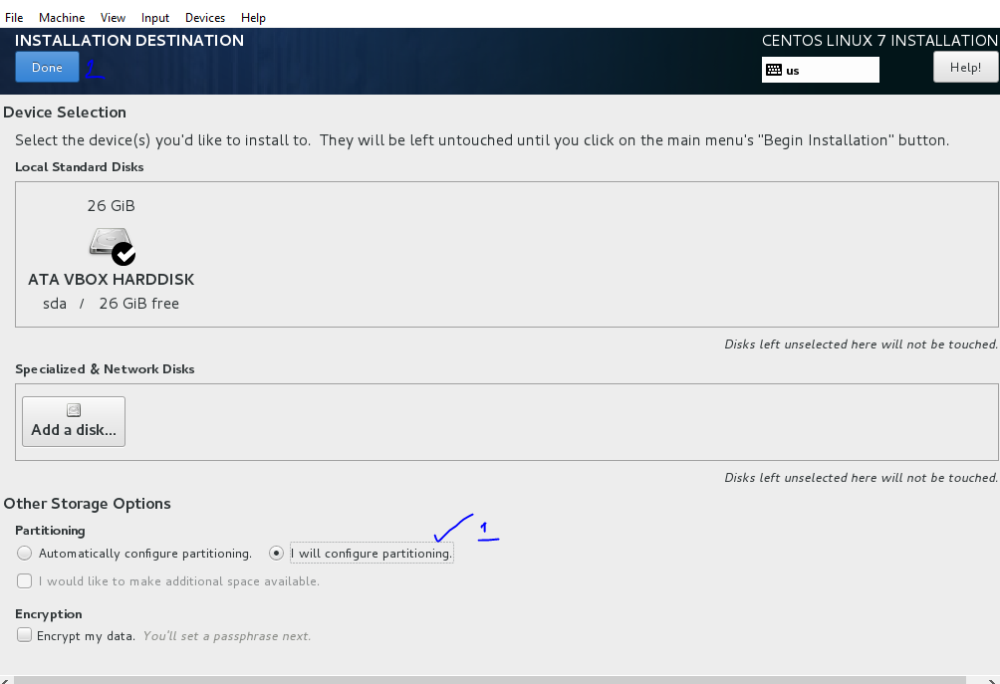 File Machine View Input Devices Help
INSTALLATION DESTINATION
CENTOS LINUX 7 INSTALLATION
Done 2
us
Help!
Device Selection
Select the device(s) you'd like to install to. They will be left untouched until you click on the main menu's "Begin Installation" button.
Local Standard Disks
26 GiB
ATA VBOX HARDDISK
sda / 26 GiB free
Disks left unselected here will not be touched.
Specialized & Network Disks
Add a disk...
Disks left unselected here will not be touched.
Other Storage Options
1
Partitioning
Automatically configure partitioning. I will configure partitioning.
I would like to make additional space available.
Encryption
Encrypt my data. You'll set a passphrase next.